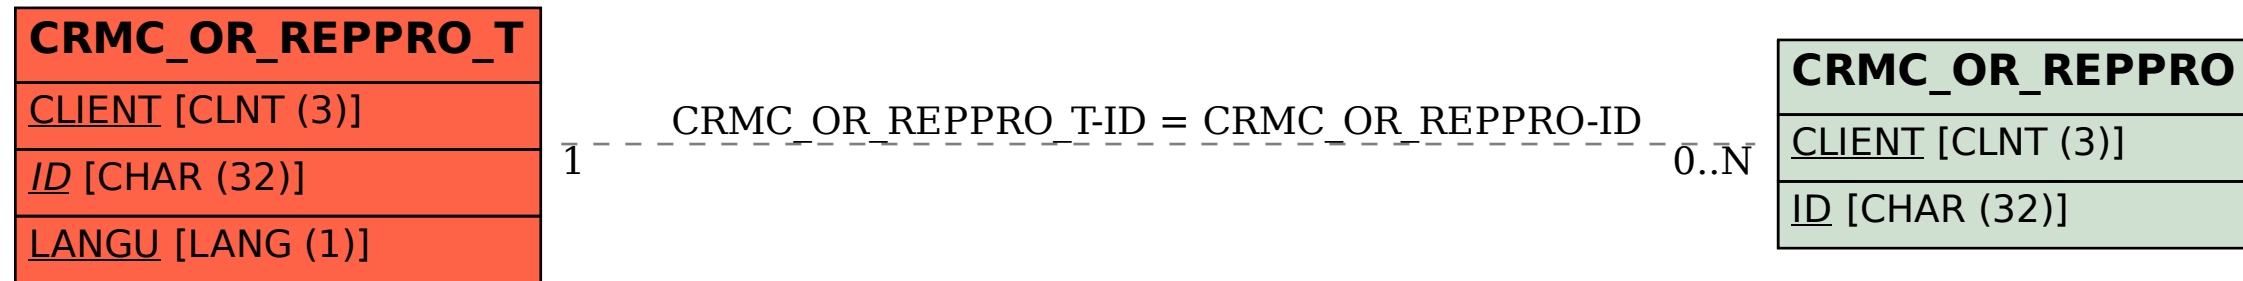 CRMC_OR_REPPRO_T
CLIENT [CLNT (3)]
ID [CHAR (32)]
LANGU [LANG (1)]
CRMC_OR_REPPRO_T-ID = CRMC_OR_REPPRO-ID
1
0..N
CRMC_OR_REPPRO
CLIENT [CLNT (3)]
ID [CHAR (32)]